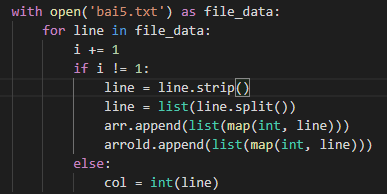 with open('bai5.txt') as file_data:
    for line in file_data:
        i += 1
        if i != 1:
            line = line.strip()
            line = list(line.split())
            arr.append(list(map(int, line)))
            arrold.append(list(map(int, line)))
        else:
            col = int(line)